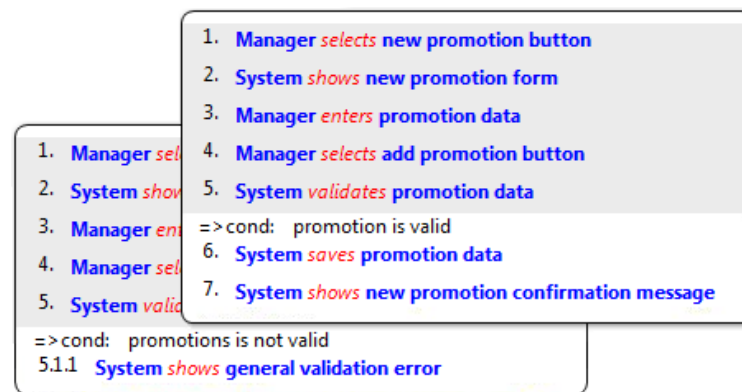 1. Manager selects new promotion button
2. System shows new promotion form
3. Manager enters promotion data
4. Manager selects add promotion button
5. System validates promotion data
=>cond: promotion is valid
6. System saves promotion data
7. System shows new promotion confirmation message
1. Manager
2. System
3. Manager
4. Manager
5. System
=>cond: promotions is not valid
5.1.1 System shows general validation error